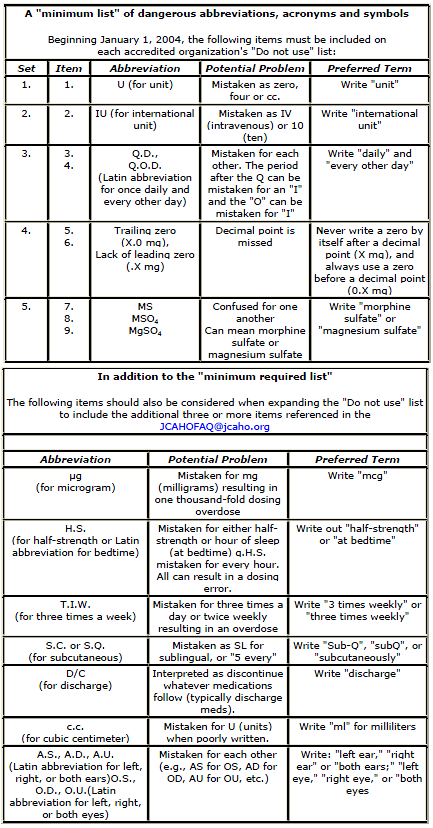 A "minimum list" of dangerous abbreviations, acronyms and symbols
Beginning January 1, 2004, the following items must be included on
each accredited organization's "Do not use" list:
Set Item Abbreviation Potential Problem Preferred Term
1. 1. U (for unit) Mistaken as zero, Write "unit"
four or cc.
2. 2. IU (for international Mistaken as IV Write "international
unit) (intravenous) or 10 unit"
(ten)
3. 3. Q.D., Mistaken for each Write "daily" and
4. Q.O.D. other. The period "every other day"
(Latin abbreviation after the Q can be
for once daily and mistaken for an "I"
every other day) and the "O" can be
mistaken for "I"
4. 5. Trailing zero Decimal point is Never write a zero by
6. (X.0 mg), missed itself after a decimal
Lack of leading zero point (X mg), and
(.X mg) always use a zero
before a decimal point
(0.X mg)
5. 7. MS Confused for one Write "morphine
8. MSO₄ another sulfate" or
9. MgSO₄ Can mean morphine "magnesium sulfate"
sulfate or
magnesium sulfate
In addition to the "minimum required list"
The following items should also be considered when expanding the "Do not use" list
to include the additional three or more items referenced in the
JCAHOFAQ@jcaho.org
Abbreviation Potential Problem Preferred Term
µg Mistaken for mg Write "mcg"
(for microgram) (milligrams) resulting in
one thousand-fold dosing
overdose
H.S. Mistaken for either half- Write out "half-strength"
(for half-strength or Latin strength or hour of sleep or "at bedtime"
abbreviation for bedtime) (at bedtime) q.H.S.
mistaken for every hour.
All can result in a dosing
error.
T.I.W. Mistaken for three times a Write "3 times weekly" or
(for three times a week) day or twice weekly "three times weekly"
resulting in an overdose
S.C. or S.Q. Mistaken as SL for Write "Sub-Q", "subQ", or
(for subcutaneous) sublingual, or "5 every" "subcutaneously"
D/C Interpreted as discontinue Write "discharge"
(for discharge) whatever medications
follow (typically discharge
meds).
c.c. Mistaken for U (units) Write "ml" for milliliters
(for cubic centimeter) when poorly written.
A.S., A.D., A.U. Mistaken for each other Write: "left ear," "right
(Latin abbreviation for left, (e.g., AS for OS, AD for ear" or "both ears;" "left
right, or both ears)O.S., OD, AU for OU, etc.) eye," "right eye," or "both
O.D., O.U.(Latin eyes
abbreviation for left, right,
or both eyes)